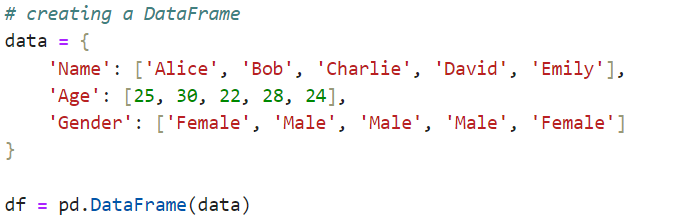 # creating a DataFrame
data = {
    'Name': ['Alice', 'Bob', 'Charlie', 'David', 'Emily'],
    'Age': [25, 30, 22, 28, 24],
    'Gender': ['Female', 'Male', 'Male', 'Male', 'Female']
}
df = pd.DataFrame(data)